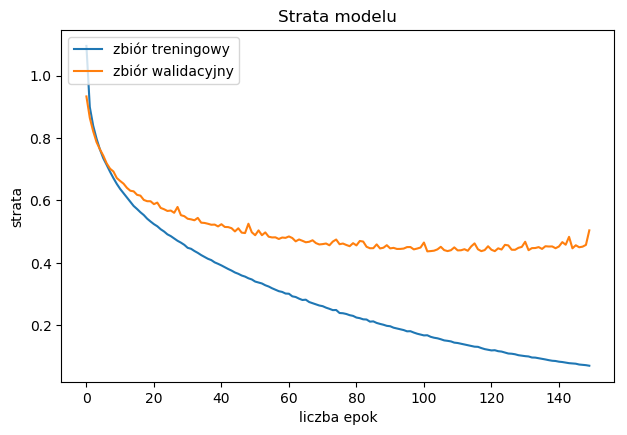 Strata modelu
zbiór treningowy
zbiór walidacyjny
strata
1.0
0.8
0.6
0.4
0.2
0 20 40 60 80 100 120 140
liczba epok